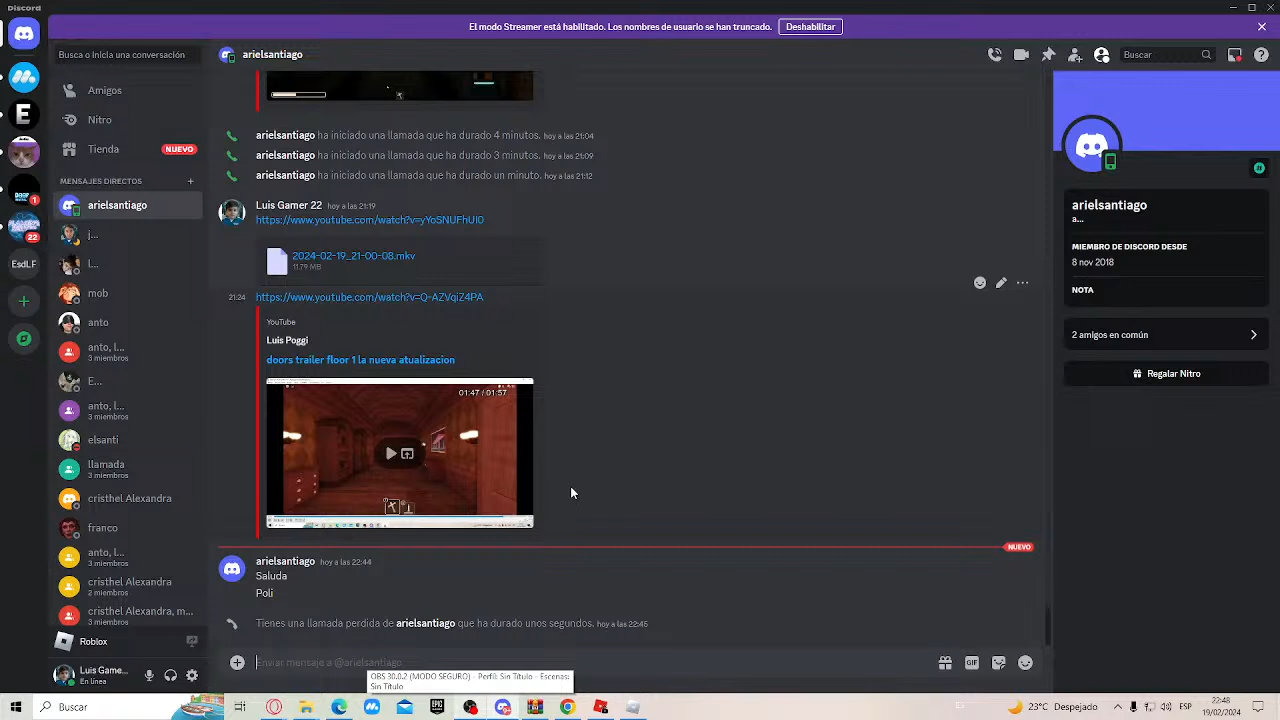 Discord
El modo Streamer está habilitado. Los nombres de usuario se han truncado.
Deshabilitar
Busca o inicia una conversación
arielsantiago
Buscar
Amigos
Nitro
Tienda
NUEVO
MENSAJES DIRECTOS
arielsantiago
j...
l...
mob
anto
anto, l...
3 miembros
E...
anto, l...
3 miembros
elsanti
llamada
3 miembros
cristhel Alexandra
franco
anto, l...
3 miembros
cristhel Alexandra
2 miembros
cristhel Alexandra, m...
3 miembros
Roblox
Luis Game...
En línea
E
1
22
EsdLF
arielsantiago ha iniciado una llamada que ha durado 4 minutos. hoy a las 21:04
arielsantiago ha iniciado una llamada que ha durado 3 minutos. hoy a las 21:09
arielsantiago ha iniciado una llamada que ha durado un minuto. hoy a las 21:12
Luis Gamer 22 hoy a las 21:19
https://www.youtube.com/watch?v=yYoSNUFhUI0
2024-02-19_21-00-08.mkv
11.79 MB
21:24 https://www.youtube.com/watch?v=Q-AZVqiZ4PA
YouTube
Luis Poggi
doors trailer floor 1 la nueva atualizacion
01:47 / 01:57
NUEVO
arielsantiago hoy a las 22:44
Saluda
Poli
Tienes una llamada perdida de arielsantiago que ha durado unos segundos. hoy a las 22:45
Enviar mensaje a @arielsantiago
GIF
OBS 30.0.2 (MODO SEGURO) - Perfil: Sin Título - Escenas:
Sin Título
arielsantiago
a...
MIEMBRO DE DISCORD DESDE
8 nov 2018
NOTA
2 amigos en común
Regalar Nitro
Buscar
EPIC
23°C Despejado
ESP
22:48
19/02/2024